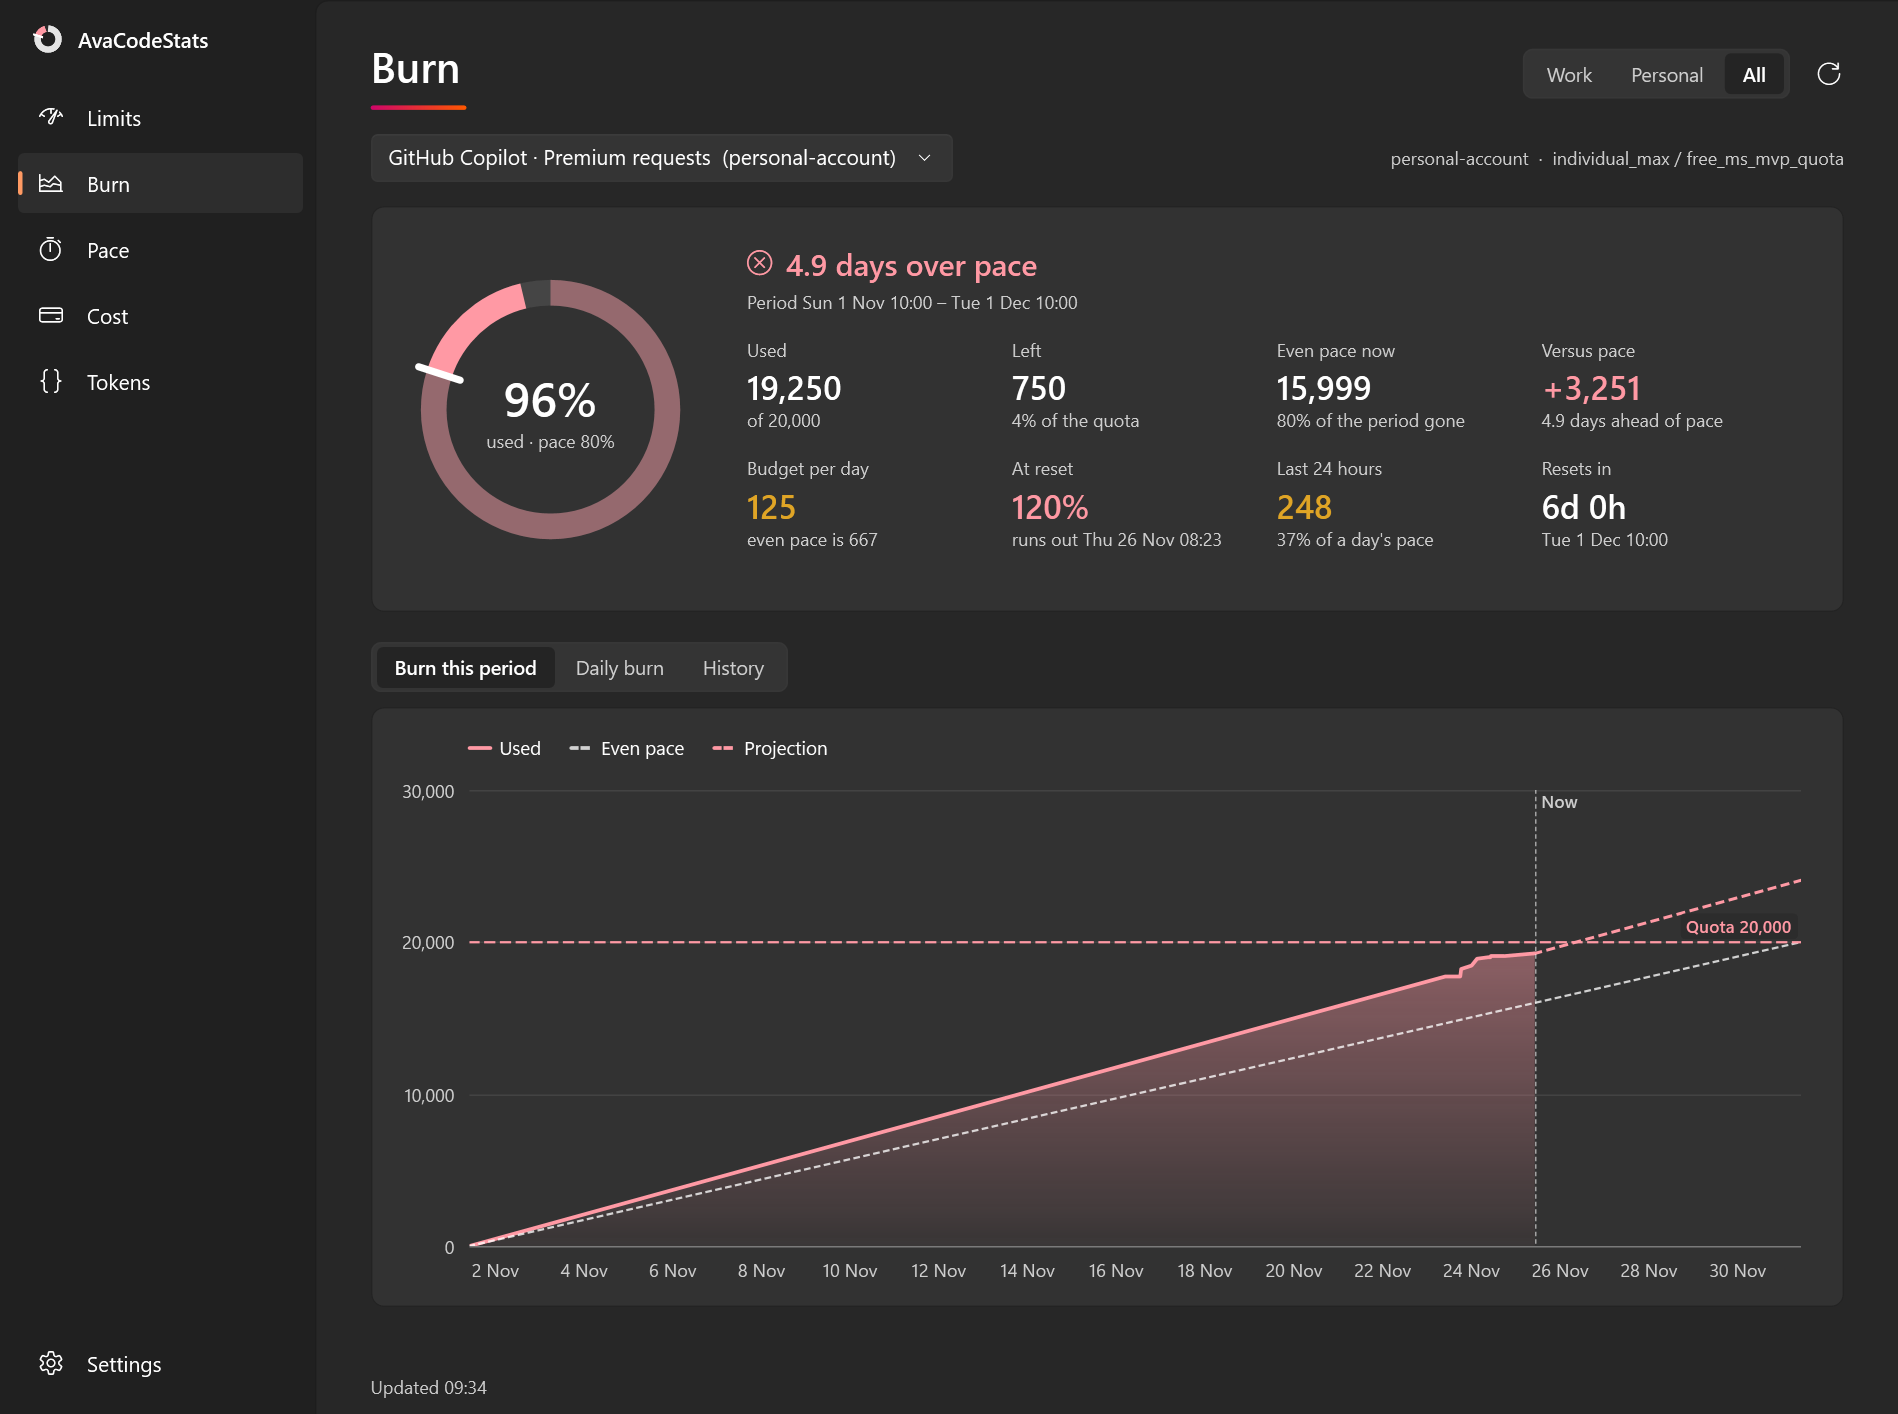 AvaCodeStats
Limits
Burn
Pace
Cost
Tokens
Settings
Burn
Work Personal All
GitHub Copilot · Premium requests (personal-account)
personal-account · individual_max / free_ms_mvp_quota
96%
used · pace 80%
4.9 days over pace
Period Sun 1 Nov 10:00 – Tue 1 Dec 10:00
Used
19,250
of 20,000
Left
750
4% of the quota
Even pace now
15,999
80% of the period gone
Versus pace
+3,251
4.9 days ahead of pace
Budget per day
125
even pace is 667
At reset
120%
runs out Thu 26 Nov 08:23
Last 24 hours
248
37% of a day's pace
Resets in
6d 0h
Tue 1 Dec 10:00
Burn this period Daily burn History
Used Even pace Projection
30,000
Now
Quota 20,000
20,000
10,000
0
2 Nov 4 Nov 6 Nov 8 Nov 10 Nov 12 Nov 14 Nov 16 Nov 18 Nov 20 Nov 22 Nov 24 Nov 26 Nov 28 Nov 30 Nov
Updated 09:34